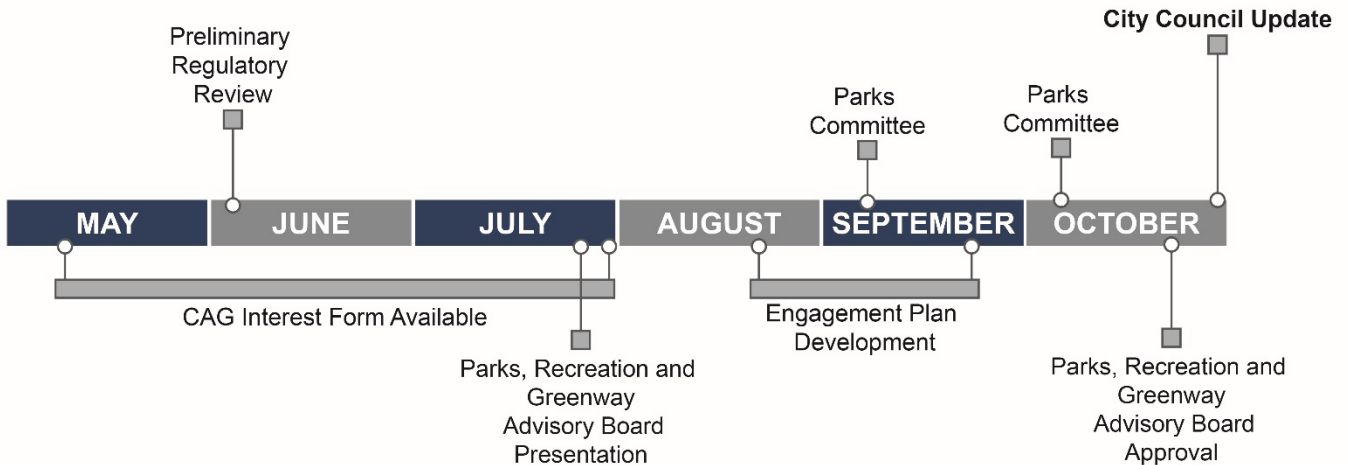 City Council Update
Preliminary
Regulatory
Review
Parks
Committee
Parks
Committee
MAY
JUNE
JULY
AUGUST
SEPTEMBER
OCTOBER
CAG Interest Form Available
Engagement Plan
Development
Parks, Recreation and
Greenway
Advisory Board
Presentation
Parks, Recreation and
Greenway
Advisory Board
Approval